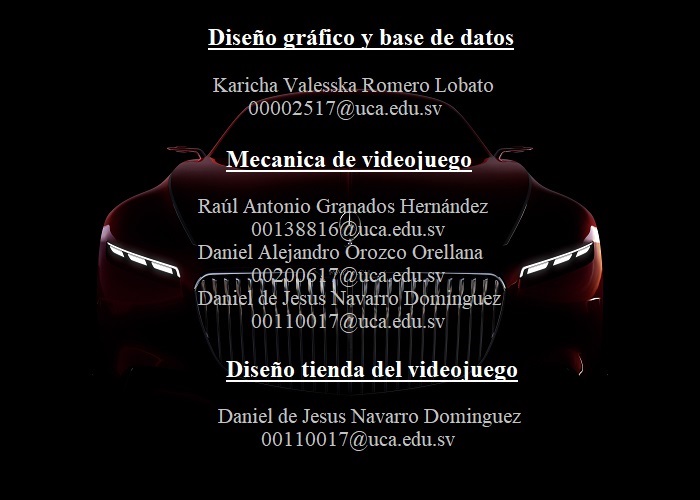 Diseño gráfico y base de datos
Karicha Valesska Romero Lobato
00002517@uca.edu.sv
Mecanica de videojuego
Raúl Antonio Granados Hernández
00138816@uca.edu.sv
Daniel Alejandro Orozco Orellana
00200617@uca.edu.sv
Daniel de Jesus Navarro Dominguez
00110017@uca.edu.sv
Diseño tienda del videojuego
Daniel de Jesus Navarro Dominguez
00110017@uca.edu.sv